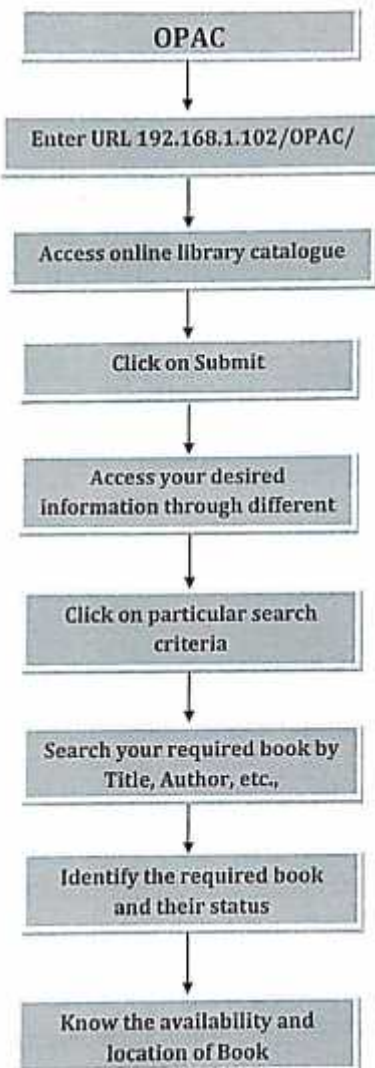 OPAC
Enter URL 192.168.1.102/OPAC/
Access online library catalogue
Click on Submit
Access your desired
information through different
Click on particular search
criteria
Search your required book by
Title, Author, etc.,
Identify the required book
and their status
Know the availability and
location of Book